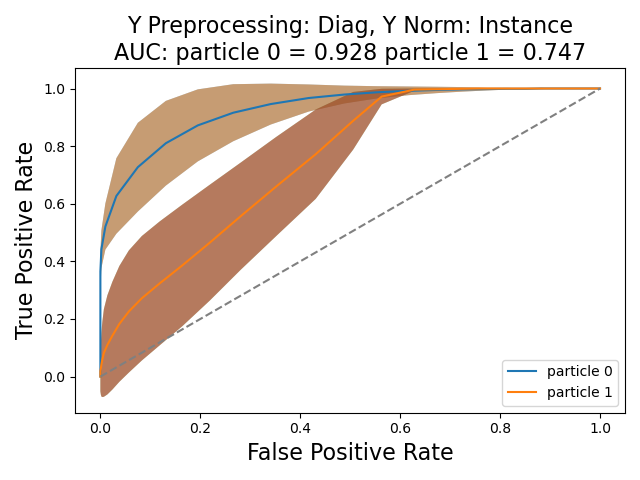 Y Preprocessing: Diag, Y Norm: Instance
AUC: particle 0 = 0.928 particle 1 = 0.747
True Positive Rate
1.0
0.8
0.6
0.4
0.2
0.0
particle 0
particle 1
0.0 0.2 0.4 0.6 0.8 1.0
False Positive Rate